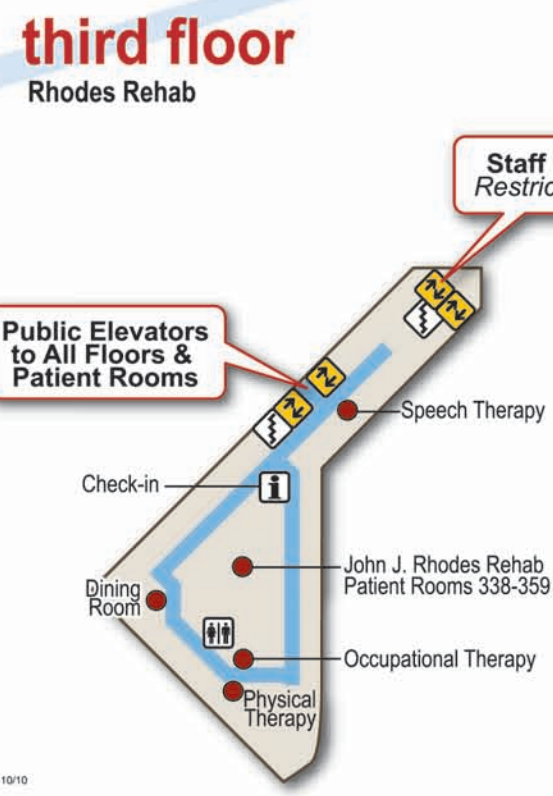 third floor
Rhodes Rehab
Staff
Public Elevators
to All Floors &
Patient Rooms
Speech Therapy
Check-in
i
John J. Rhodes Rehab
Patient Rooms 338-359
Dining
Room
Occupational Therapy
Physical
Therapy
10/10